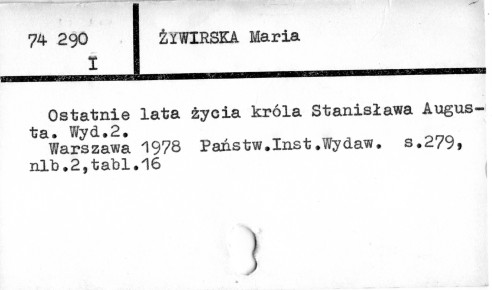 74 290
I
ŻYWIRSKA Maria
Ostatnie lata życia króla Stanisława Augus-
ta. Wyd.2.
Warszawa 1978 Państw.Inst.Wydaw. s.279,
nlb.2,tabl.16